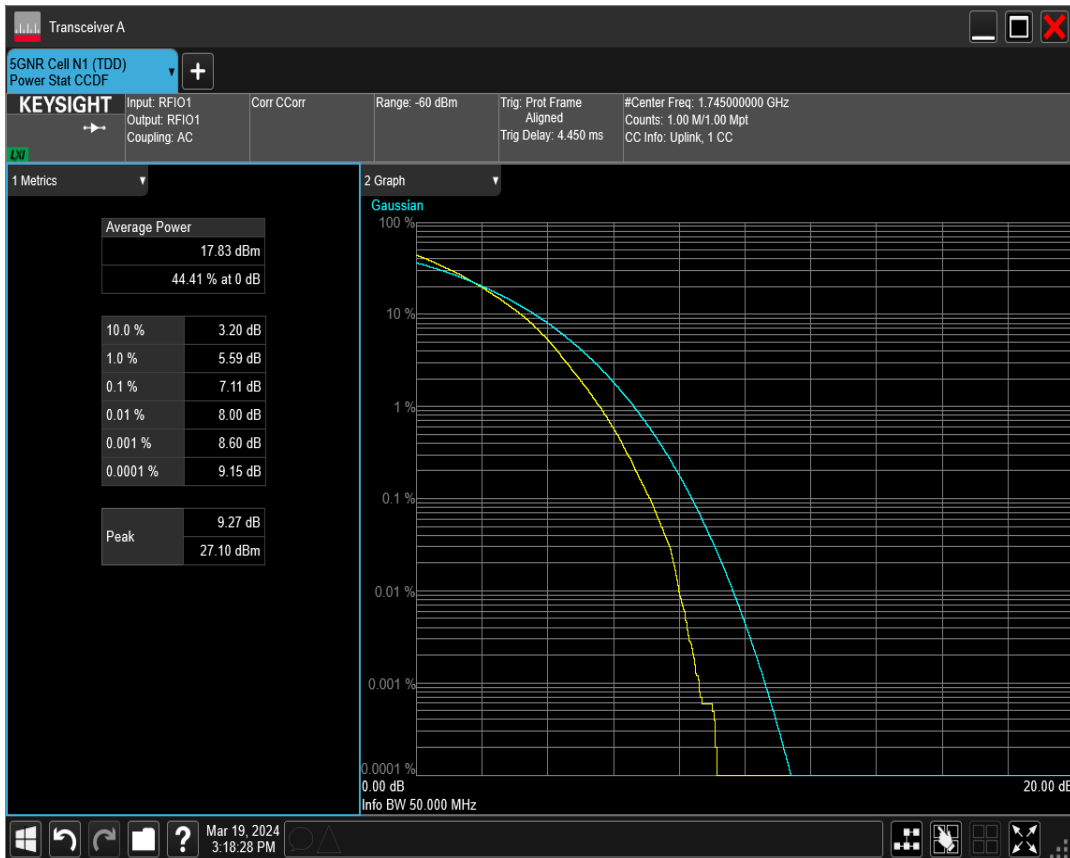 Transceiver A
5GNR Cell N1 (TDD)
Power Stat CCDF
+
KEYSIGHT
LXI
Input: RFIO1
Output: RFIO1
Coupling: AC
Corr CCorr
Range: -60 dBm
Trig: Prot Frame
Aligned
Trig Delay: 4.450 ms
#Center Freq: 1.745000000 GHz
Counts: 1.00 M/1.00 Mpt
CC Info: Uplink, 1 CC
1 Metrics
Average Power
17.83 dBm
44.41 % at 0 dB
10.0 % 3.20 dB
1.0 % 5.59 dB
0.1 % 7.11 dB
0.01 % 8.00 dB
0.001 % 8.60 dB
0.0001 % 9.15 dB
Peak
9.27 dB
27.10 dBm
2 Graph
Gaussian
100 %
10 %
1 %
0.1 %
0.01 %
0.001 %
0.0001 %
0.00 dB 20.00 dB
Info BW 50.000 MHz
?
Mar 19, 2024
3:18:28 PM